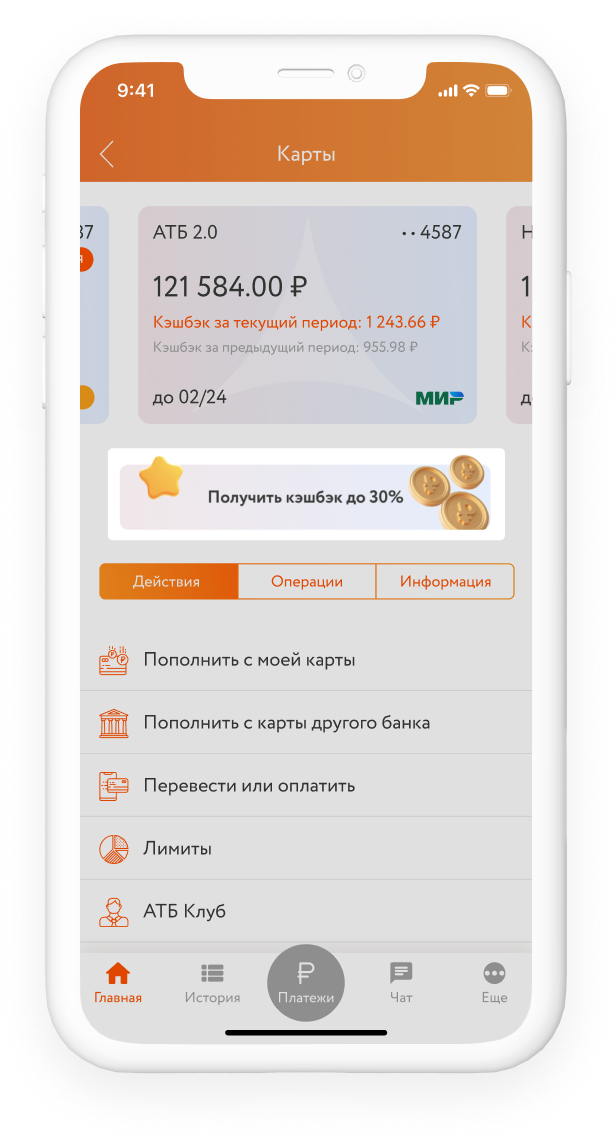 9:41
Карты
37
Я
АТБ 2.0
·· 4587
121 584.00 ₽
Кэшбэк за текущий период: 1 243.66 ₽
Кэшбэк за предыдущий период: 955.98 ₽
до 02/24
МИР
Н
1
К
К
д
Получить кэшбэк до 30%
Действия
Операции
Информация
Пополнить с моей карты
Пополнить с карты другого банка
Перевести или оплатить
Лимиты
АТБ Клуб
Главная
История
₽
Платежи
Чат
Еще